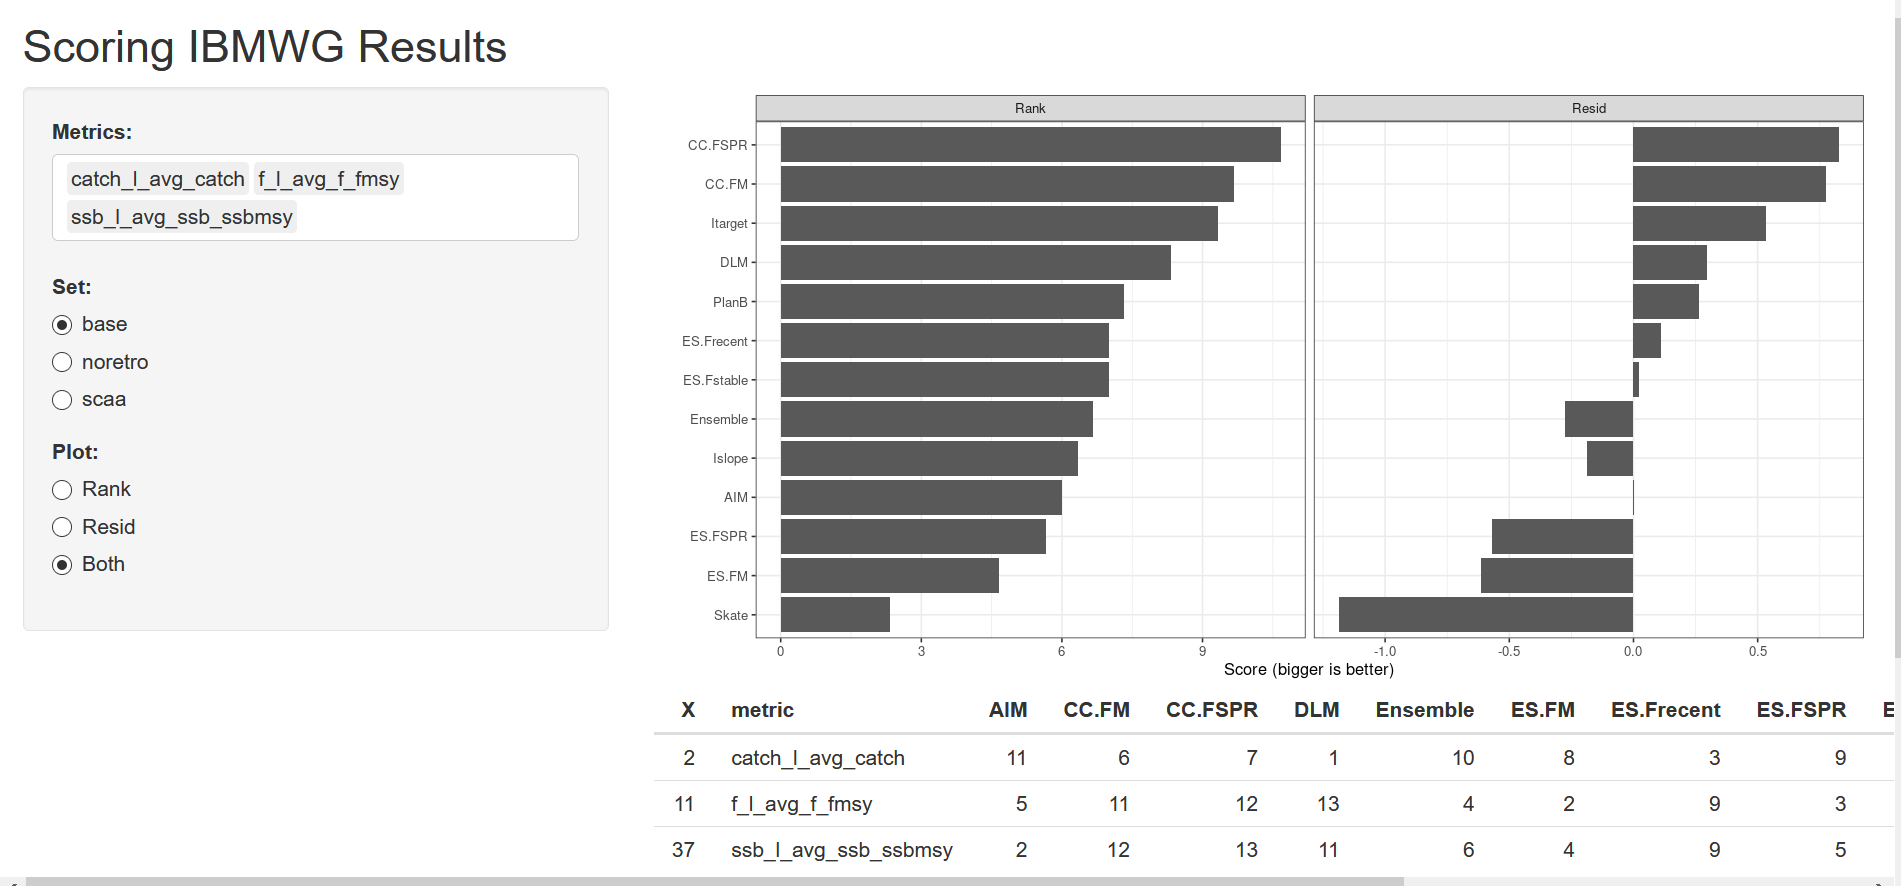 Scoring IBMWG Results
Metrics:
catch_l_avg_catch f_l_avg_f_fmsy
ssb_l_avg_ssb_ssbmsy
Set:
base
noretro
scaa
Plot:
Rank
Resid
Both
Rank Resid
CC.FSPR
CC.FM
Itarget
DLM
PlanB
ES.Frecent
ES.Fstable
Ensemble
Islope
AIM
ES.FSPR
ES.FM
Skate
0 3 6 9 -1.0 -0.5 0.0 0.5
Score (bigger is better)
X metric AIM CC.FM CC.FSPR DLM Ensemble ES.FM ES.Frecent ES.FSPR E
2 catch_l_avg_catch 11 6 7 1 10 8 3 9
11 f_l_avg_f_fmsy 5 11 12 13 4 2 9 3
37 ssb_l_avg_ssb_ssbmsy 2 12 13 11 6 4 9 5